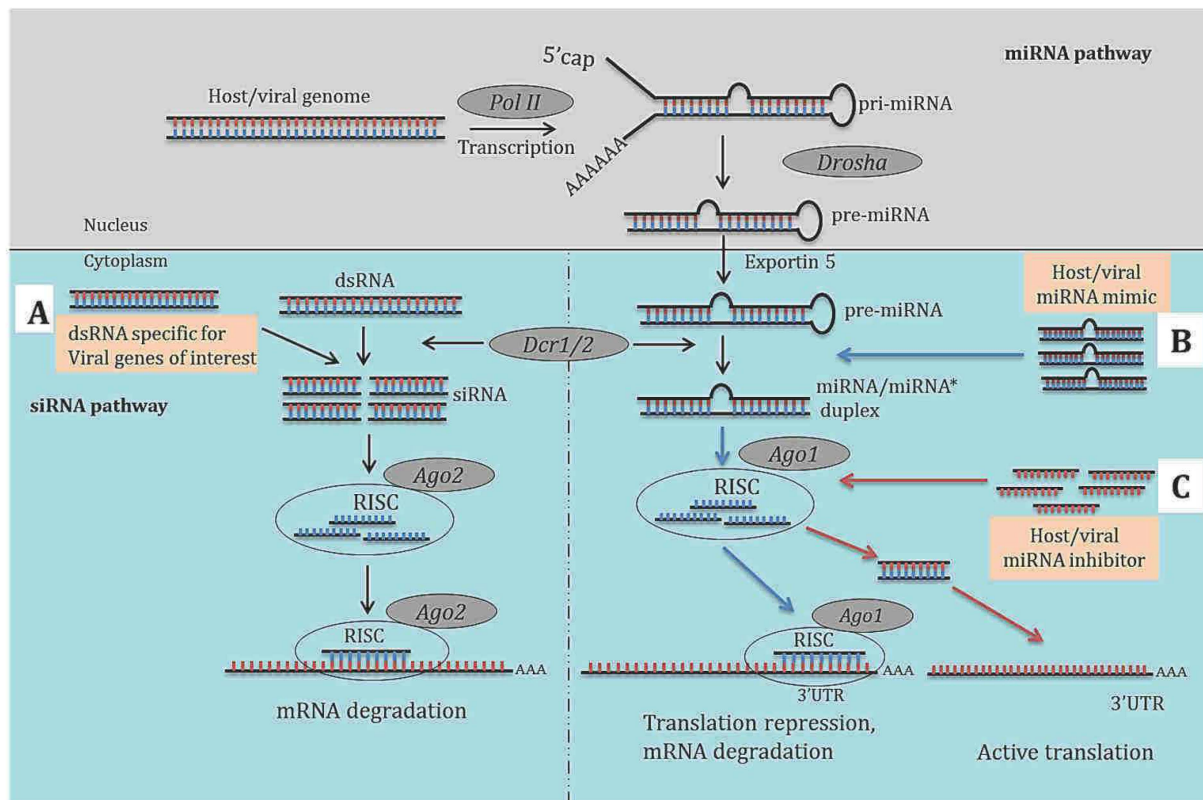 miRNA pathway
5'cap
Host/viral genome
Pol II
Transcription
pri-miRNA
AAAAAA
Drosha
pre-miRNA
Nucleus
Cytoplasm
Exportin 5
A
dsRNA specific for
Viral genes of interest
dsRNA
siRNA
siRNA pathway
Dcr1/2
pre-miRNA
Host/viral
miRNA mimic
B
miRNA/miRNA*
duplex
Ago2
RISC
Ago1
RISC
C
Host/viral
miRNA inhibitor
Ago2
RISC
AAA
mRNA degradation
Ago1
RISC
AAA
3'UTR
Translation repression,
mRNA degradation
AAA
3'UTR
Active translation